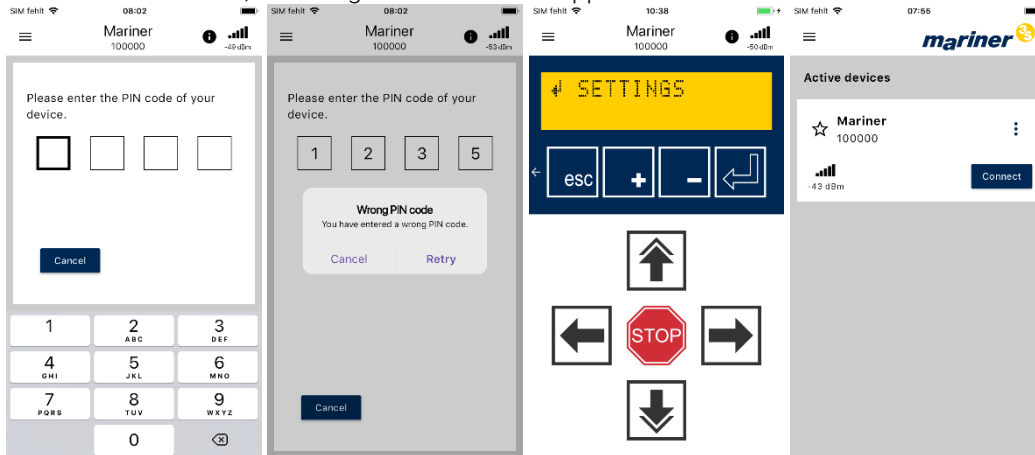 SIM fehlt 08:02
Mariner
100000
-49 dBm
Please enter the PIN code of your
device.
Cancel
1 2 3
ABC DEF
4 5 6
GHI JKL MNO
7 8 9
PQRS TUV WXYZ
0
SIM fehlt 08:02
Mariner
100000
-53 dBm
Please enter the PIN code of your
device.
1 2 3 5
Wrong PIN code
You have entered a wrong PIN code.
Cancel Retry
Cancel
SIM fehlt 10:38
Mariner
100000
-50 dBm
SETTINGS
esc + -
STOP
SIM fehlt 07:55
mariner 3S
Active devices
Mariner
100000
-43 dBm
Connect